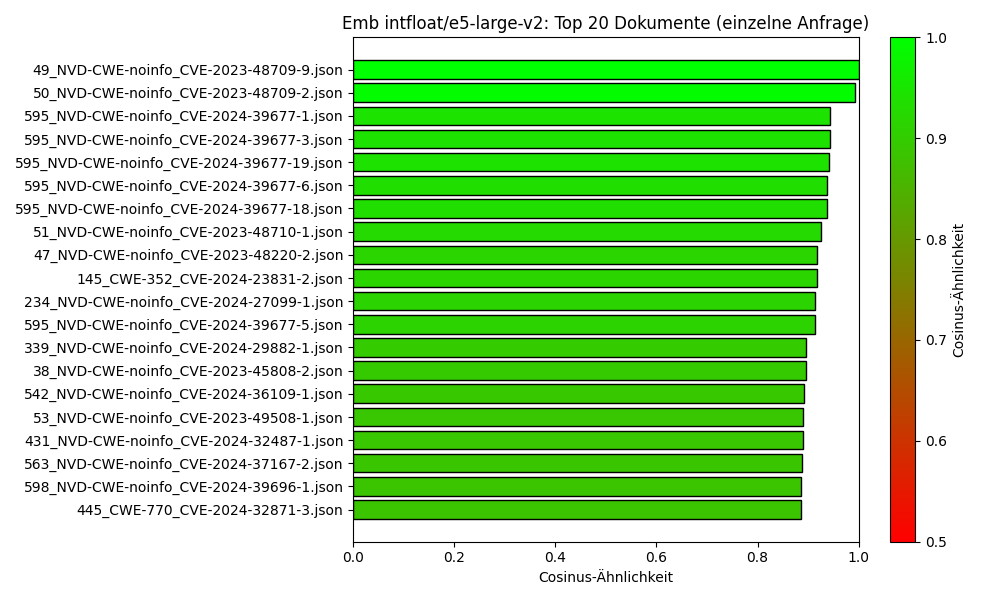 Emb intfloat/e5-large-v2: Top 20 Dokumente (einzelne Anfrage)
49_NVD-CWE-noinfo_CVE-2023-48709-9.json
50_NVD-CWE-noinfo_CVE-2023-48709-2.json
595_NVD-CWE-noinfo_CVE-2024-39677-1.json
595_NVD-CWE-noinfo_CVE-2024-39677-3.json
595_NVD-CWE-noinfo_CVE-2024-39677-19.json
595_NVD-CWE-noinfo_CVE-2024-39677-6.json
595_NVD-CWE-noinfo_CVE-2024-39677-18.json
51_NVD-CWE-noinfo_CVE-2023-48710-1.json
47_NVD-CWE-noinfo_CVE-2023-48220-2.json
145_CWE-352_CVE-2024-23831-2.json
234_NVD-CWE-noinfo_CVE-2024-27099-1.json
595_NVD-CWE-noinfo_CVE-2024-39677-5.json
339_NVD-CWE-noinfo_CVE-2024-29882-1.json
38_NVD-CWE-noinfo_CVE-2023-45808-2.json
542_NVD-CWE-noinfo_CVE-2024-36109-1.json
53_NVD-CWE-noinfo_CVE-2023-49508-1.json
431_NVD-CWE-noinfo_CVE-2024-32487-1.json
563_NVD-CWE-noinfo_CVE-2024-37167-2.json
598_NVD-CWE-noinfo_CVE-2024-39696-1.json
445_CWE-770_CVE-2024-32871-3.json
0.0 0.2 0.4 0.6 0.8 1.0
Cosinus-Ähnlichkeit
1.0
0.9
0.8
0.7
0.6
0.5
Cosinus-Ähnlichkeit